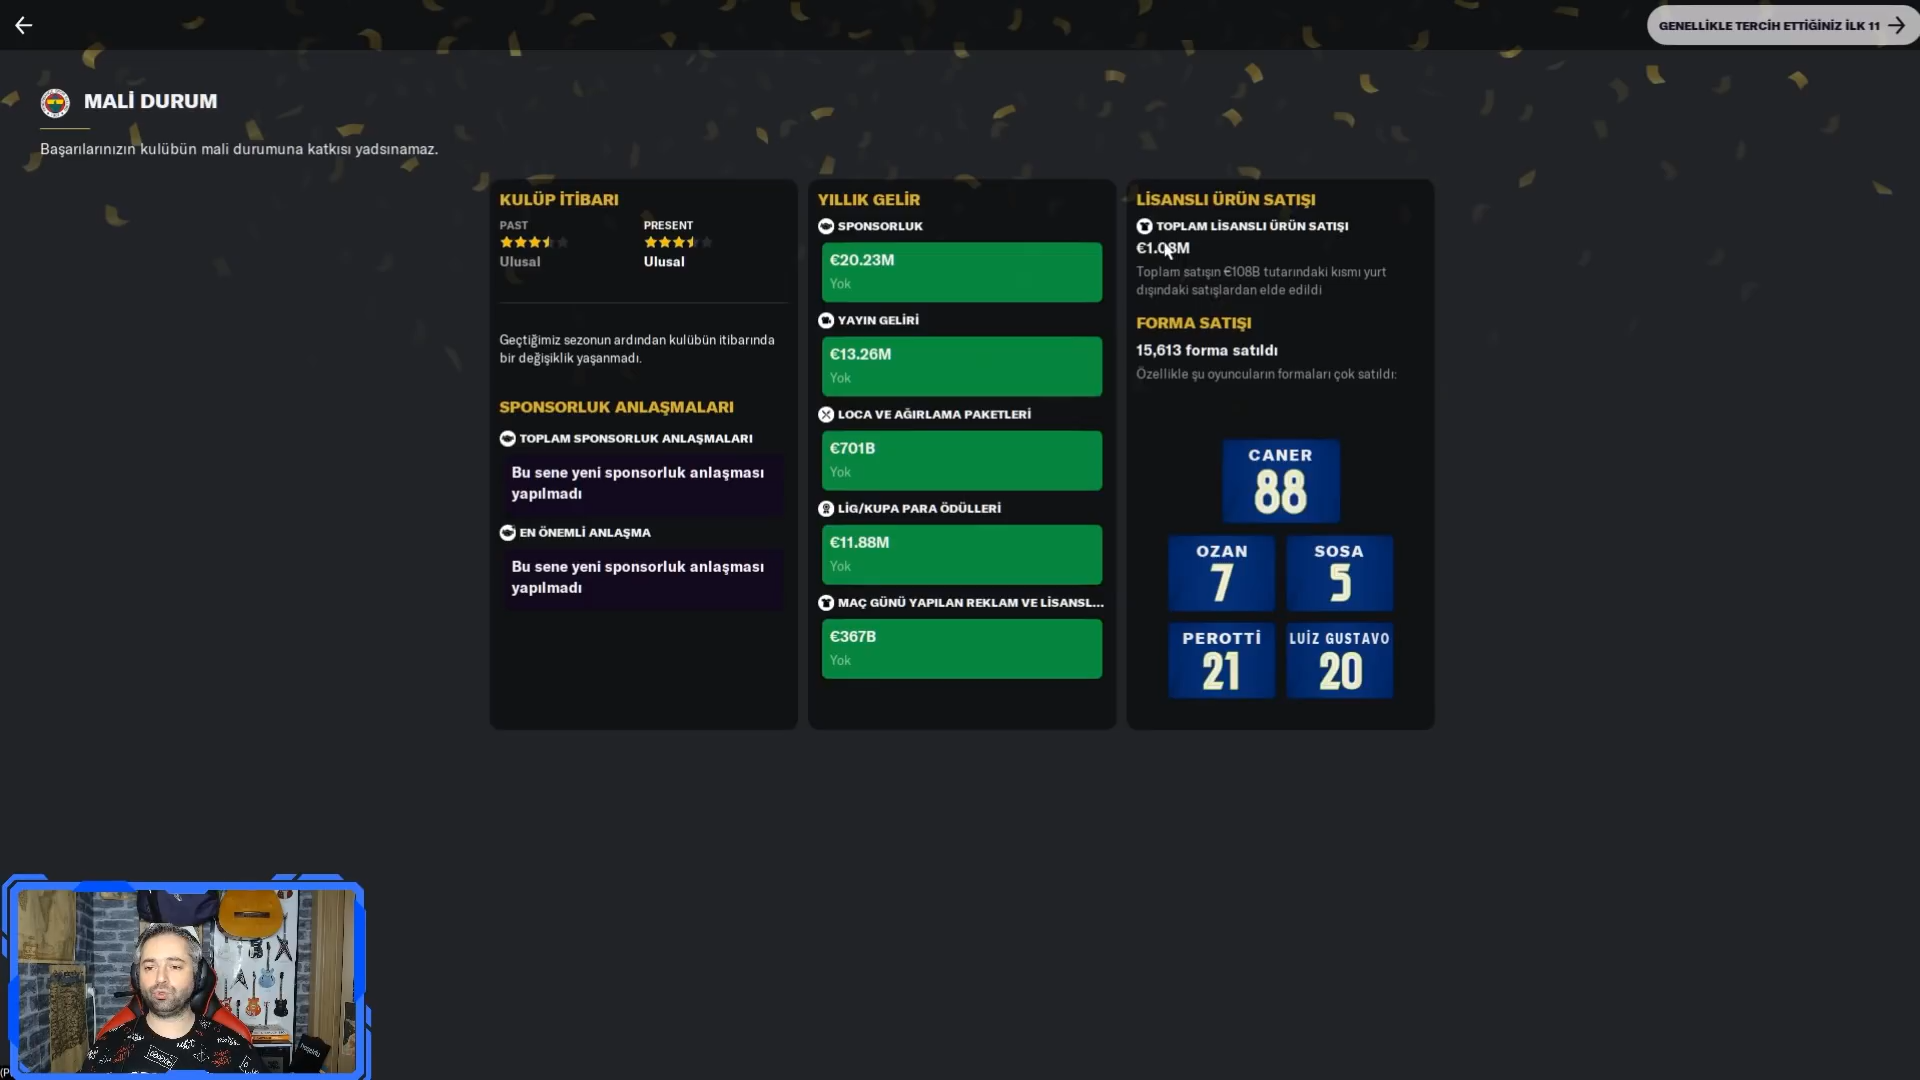 GENELLİKLE TERCİH ETTİĞİNİZ İLK 11
MALİ DURUM
Başarılarınızın kulübün mali durumuna katkısı yadsınamaz.
KULÜP İTİBARI
PAST
PRESENT
Ulusal
Ulusal
Geçtiğimiz sezonun ardından kulübün itibarında
bir değişiklik yaşanmadı.
SPONSORLUK ANLAŞMALARI
TOPLAM SPONSORLUK ANLAŞMALARI
Bu sene yeni sponsorluk anlaşması
yapılmadı
EN ÖNEMLİ ANLAŞMA
Bu sene yeni sponsorluk anlaşması
yapılmadı
YILLIK GELİR
SPONSORLUK
€20.23M
Yok
YAYIN GELİRİ
€13.26M
Yok
LOCA VE AĞIRLAMA PAKETLERİ
€701B
Yok
LİG/KUPA PARA ÖDÜLLERİ
€11.88M
Yok
MAÇ GÜNÜ YAPILAN REKLAM VE LİSANSL...
€367B
Yok
LİSANSLI ÜRÜN SATIŞI
TOPLAM LİSANSLI ÜRÜN SATIŞI
€1.08M
Toplam satışın €108B tutarındaki kısmı yurt
dışındaki satışlardan elde edildi
FORMA SATIŞI
15,613 forma satıldı
Özellikle şu oyuncuların formaları çok satıldı:
CANER
88
OZAN
7
SOSA
5
PEROTTİ
21
LUİZ GUSTAVO
20